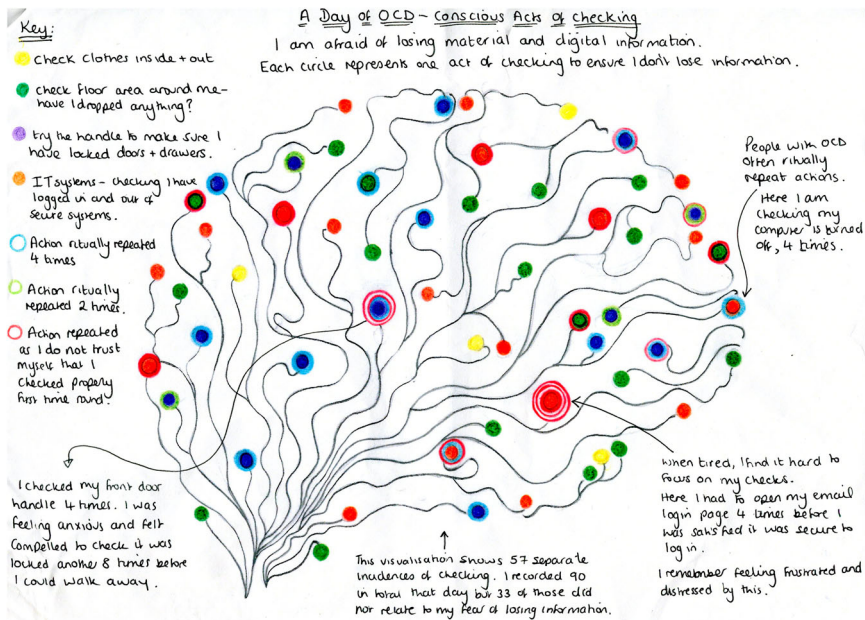 A Day of OCD - Conscious Acts of checking
I am afraid of losing material and digital information.
Each circle represents one act of checking to ensure I don't lose information.
Key:
Check clothes inside + out
Check floor area around me-
have I dropped anything?
try the handle to make sure I
have locked doors + drawers.
IT systems - checking I have
logged in and out of
secure systems.
Action ritually repeated
4 times
Action ritually
repeated 2 times.
Action repeated
as I do not trust
myself that I
checked properly
first time round.
People with OCD
often ritually
repeat actions.
Here I am
checking my
computer is turned
off, 4 times.
I checked my front door
handle 4 times. I was
feeling anxious and felt
compelled to check it was
locked another 8 times before
I could walk away.
This visualisation shows 57 separate
incidences of checking. I recorded 90
in total that day but 33 of those did
not relate to my fear of losing information.
When tired, I find it hard to
focus on my checks.
Here I had to open my email
login page 4 times before I
was satisfied it was secure to
log in.
I remember feeling frustrated and
distressed by this.